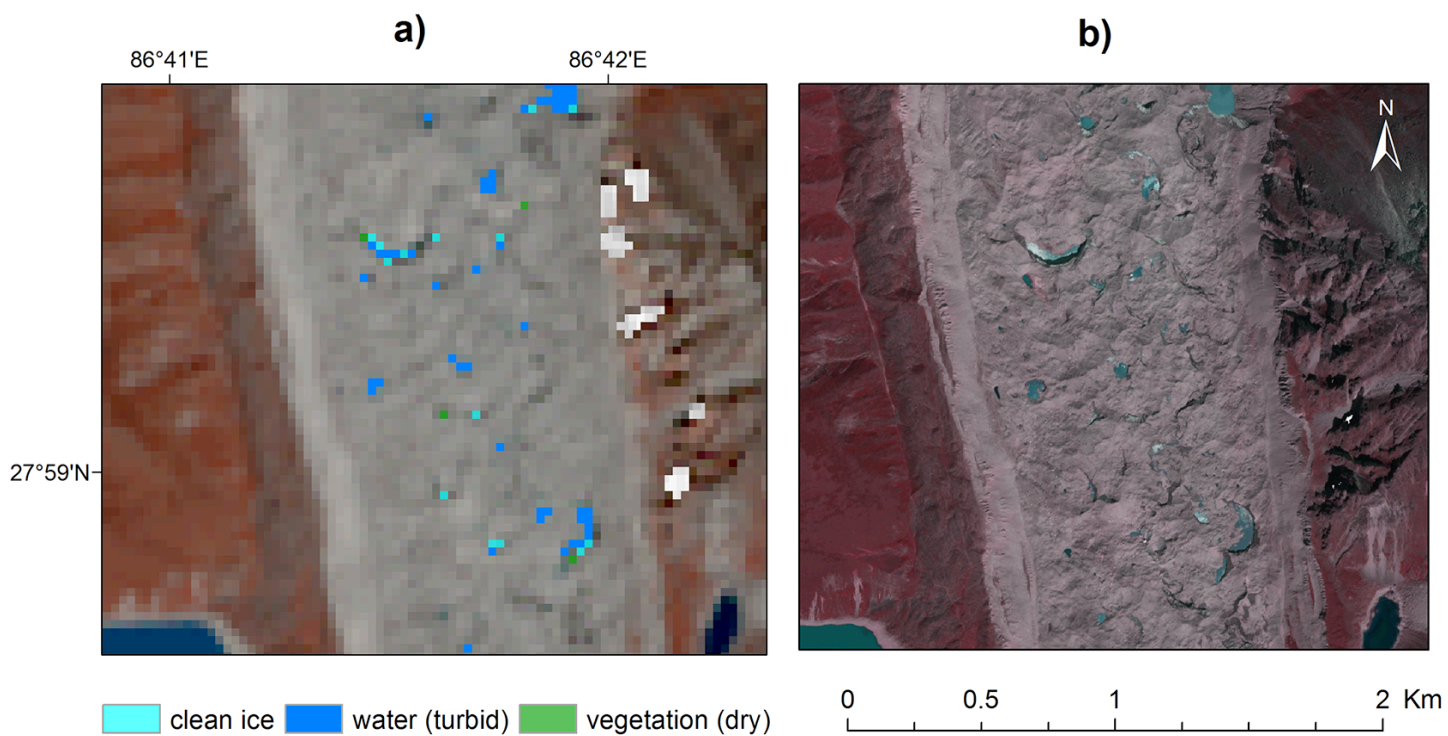 a)
b)
86°41'E
86°42'E
N
27°59'N
clean ice
water (turbid)
vegetation (dry)
0 0.5 1 2 Km